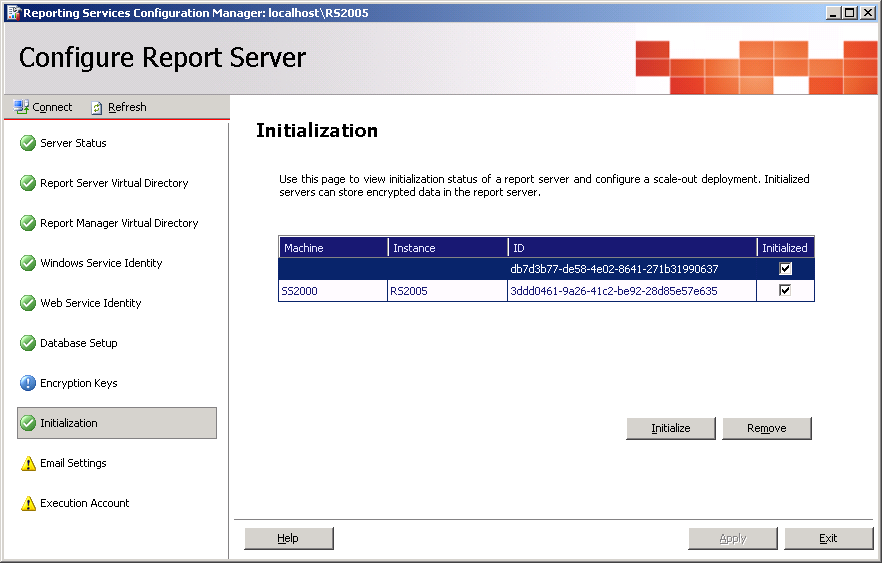 Reporting Services Configuration Manager: localhost\RS2005
Configure Report Server
Connect Refresh
Server Status
Report Server Virtual Directory
Report Manager Virtual Directory
Windows Service Identity
Web Service Identity
Database Setup
Encryption Keys
Initialization
Email Settings
Execution Account
Initialization
Use this page to view initialization status of a report server and configure a scale-out deployment. Initialized
servers can store encrypted data in the report server.
Machine Instance ID Initialized
db7d3b77-de58-4e02-8641-271b31990637
SS2000 RS2005 3ddd0461-9a26-41c2-be92-28d85e57e635
Initialize Remove
Help Apply Exit